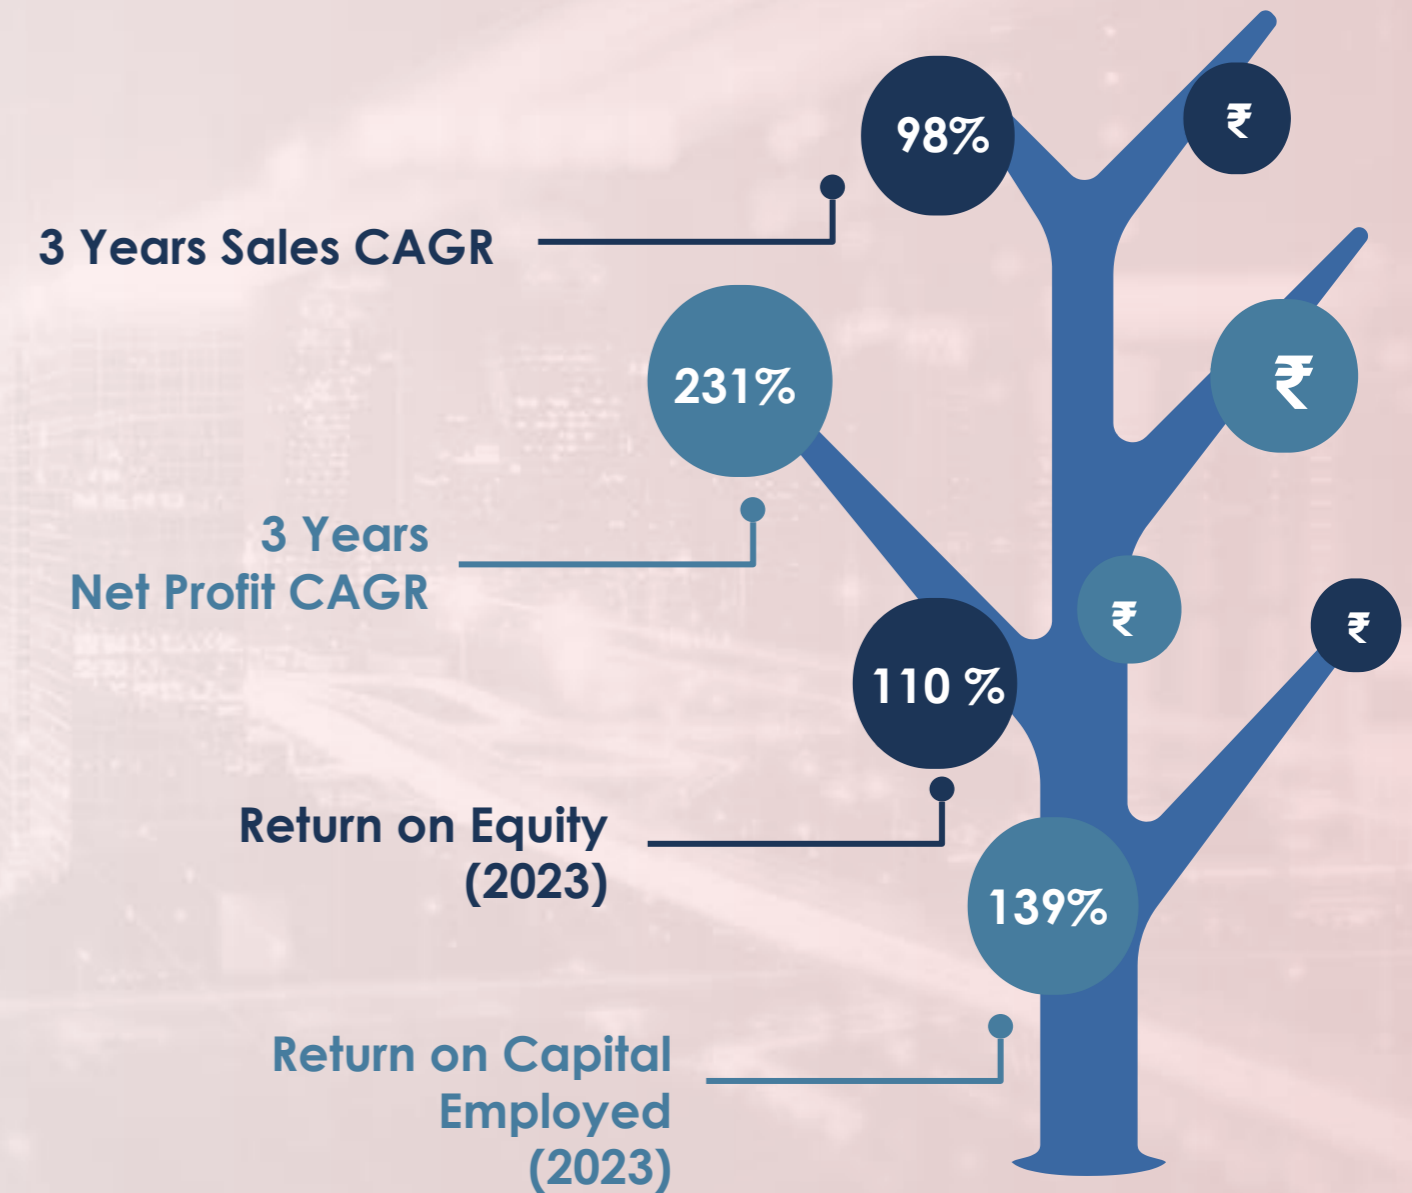 98%
₹
3 Years Sales CAGR
231%
₹
3 Years
Net Profit CAGR
₹
₹
110 %
Return on Equity
(2023)
139%
Return on Capital
Employed
(2023)